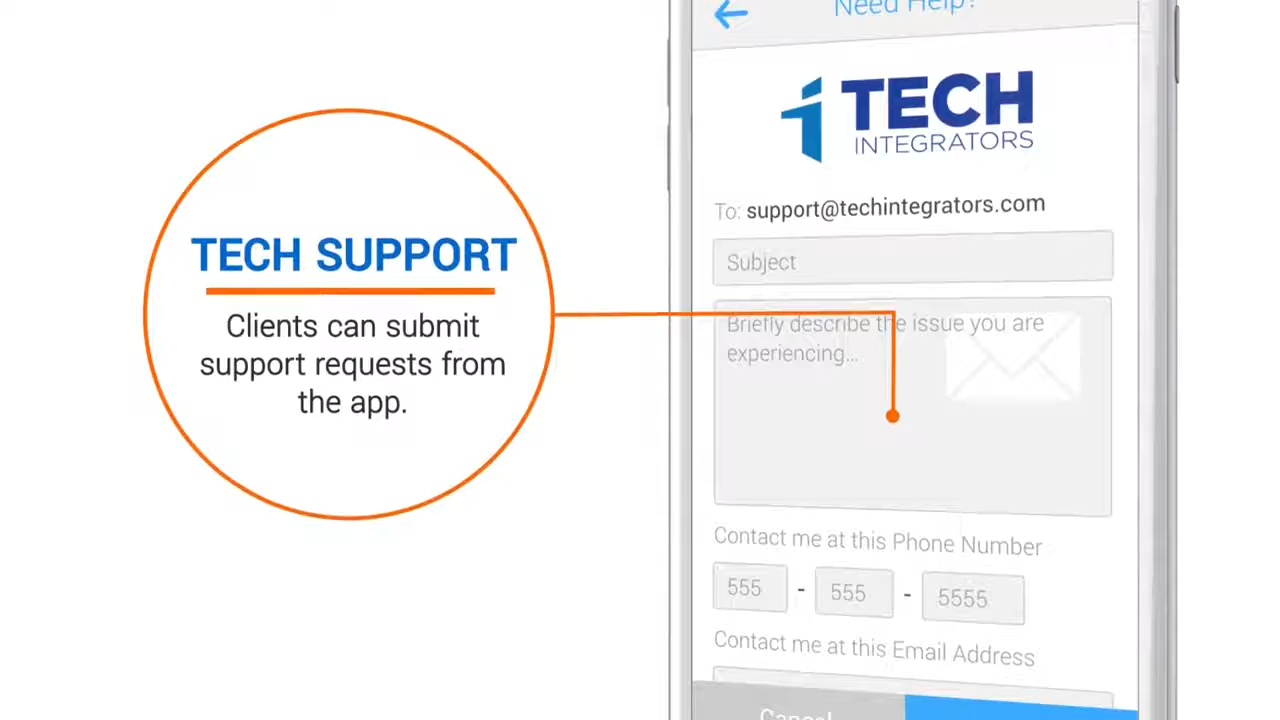 Need Help?
TECH
INTEGRATORS
To: support@techintegrators.com
Subject
TECH SUPPORT
Clients can submit
support requests from
the app.
Briefly describe the issue you are
experiencing...
Contact me at this Phone Number
555 - 555 - 5555
Contact me at this Email Address
Cancel